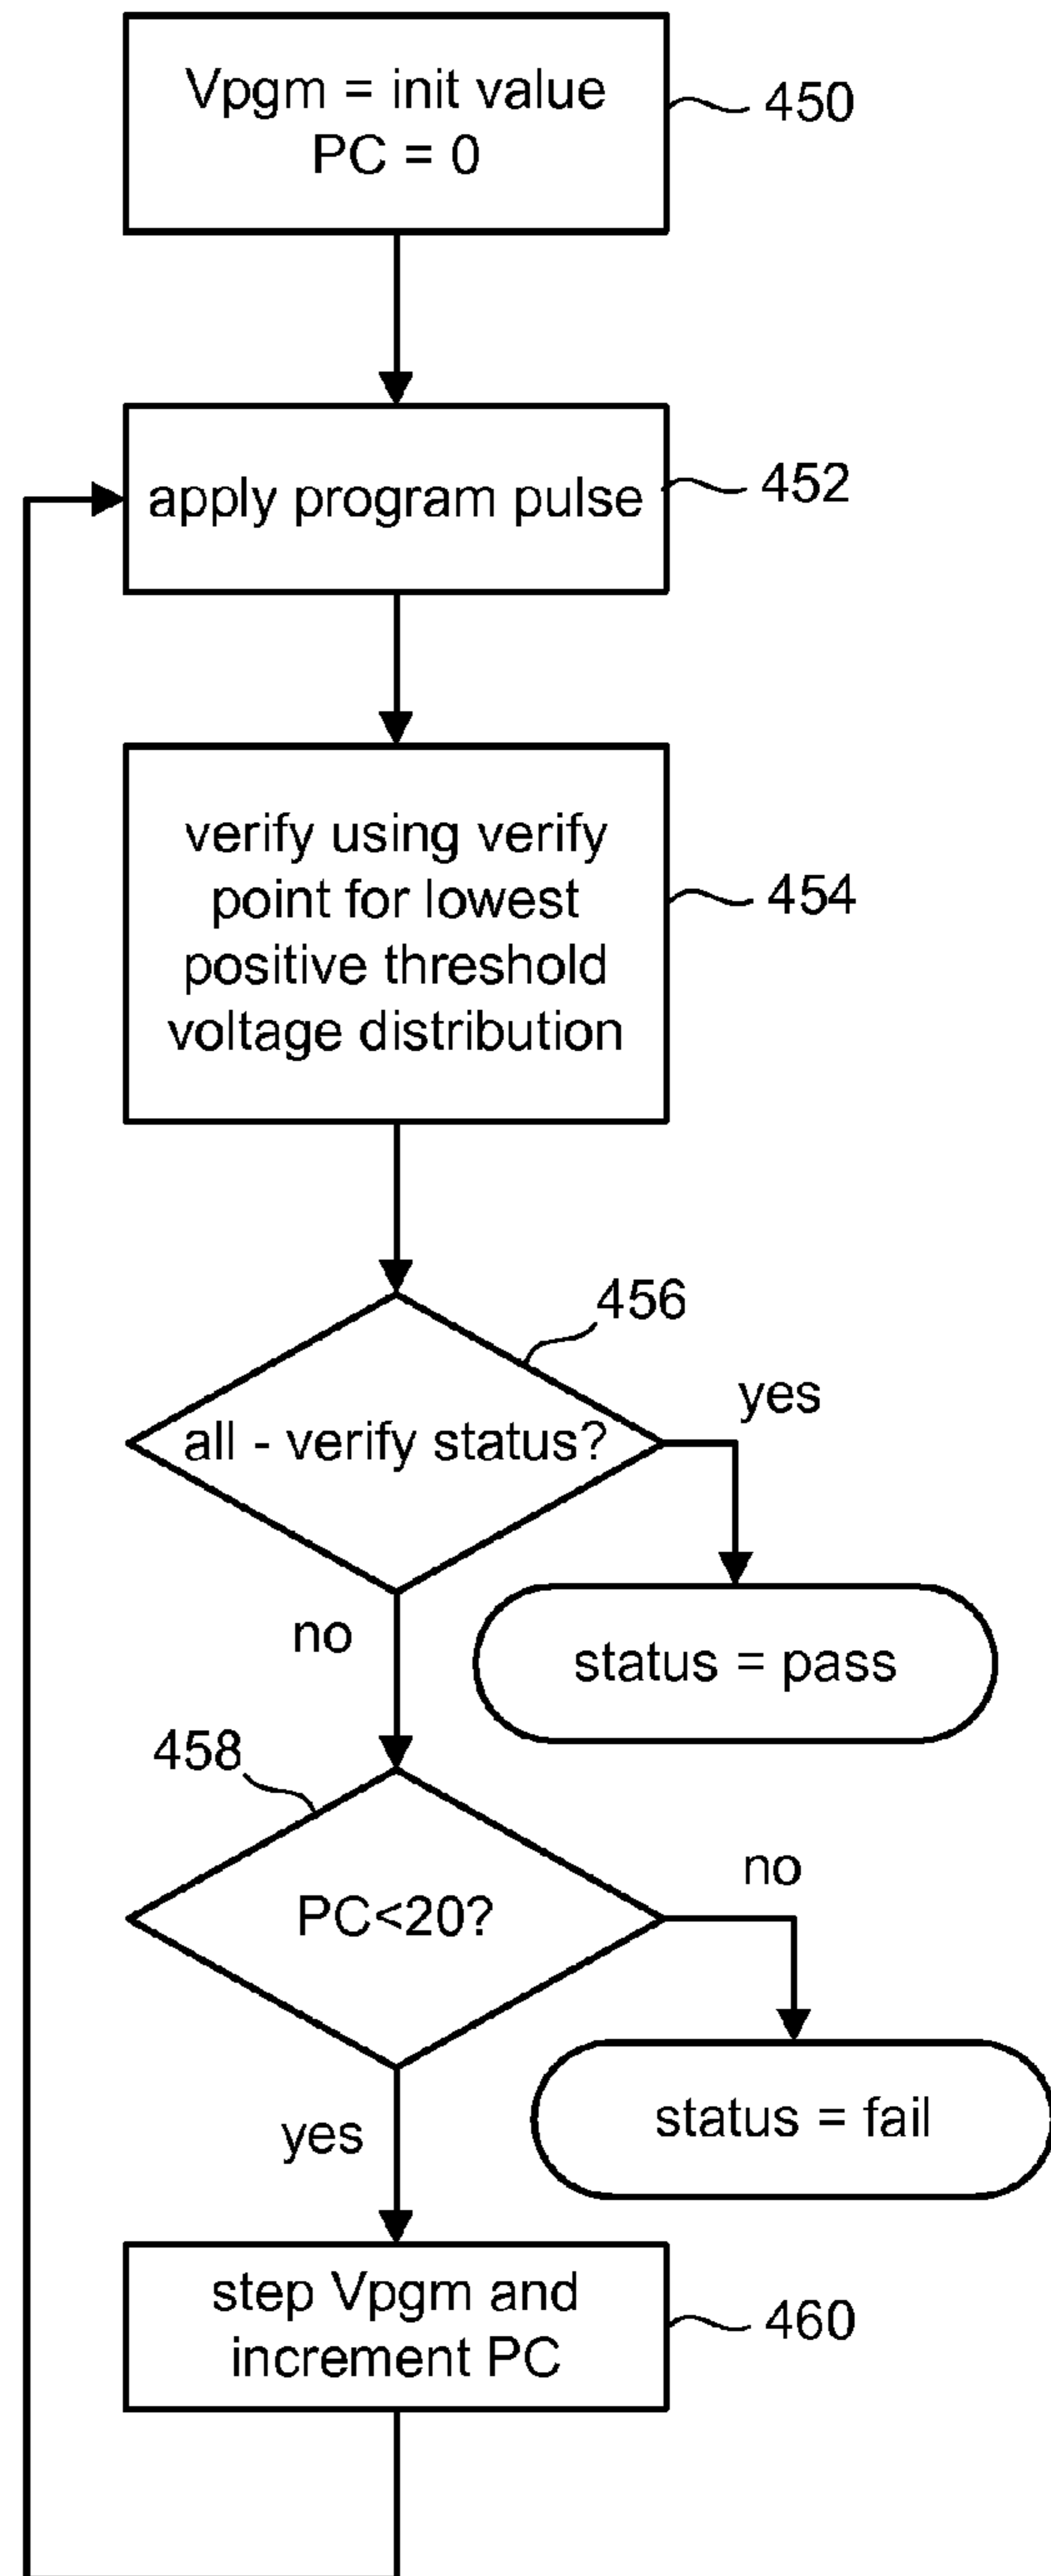 Vpgm = init value
PC = 0
450
apply program pulse
452
verify using verify
point for lowest
positive threshold
voltage distribution
454
456
all - verify status?
yes
no
status = pass
458
PC<20?
no
yes
status = fail
step Vpgm and
increment PC
460